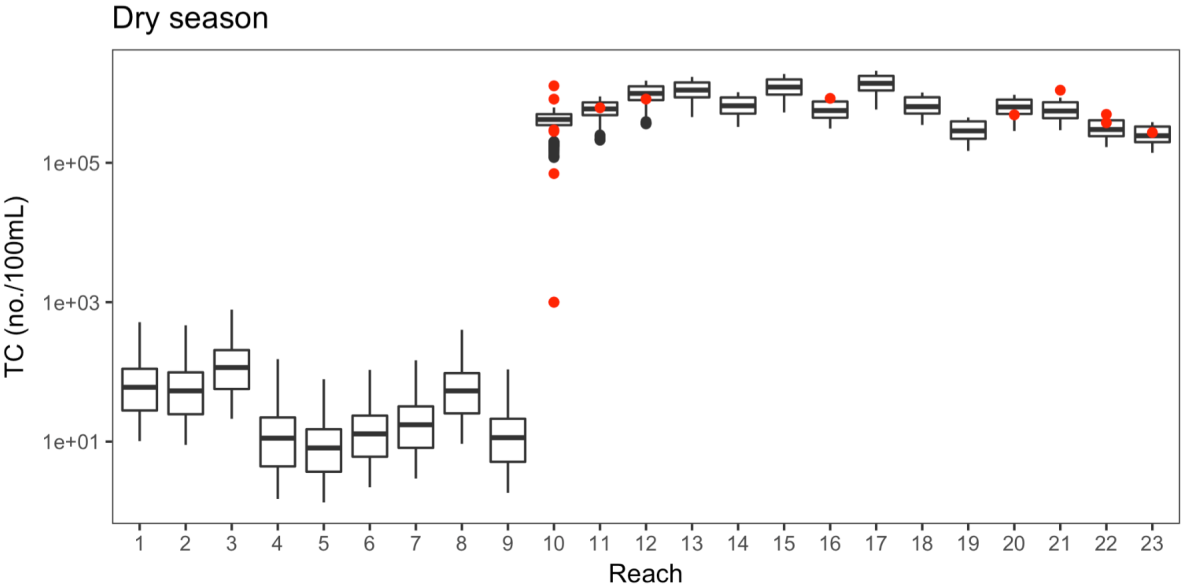 Dry season
TC (no./100mL)
1e+05
1e+03
1e+01
1 2 3 4 5 6 7 8 9 10 11 12 13 14 15 16 17 18 19 20 21 22 23
Reach